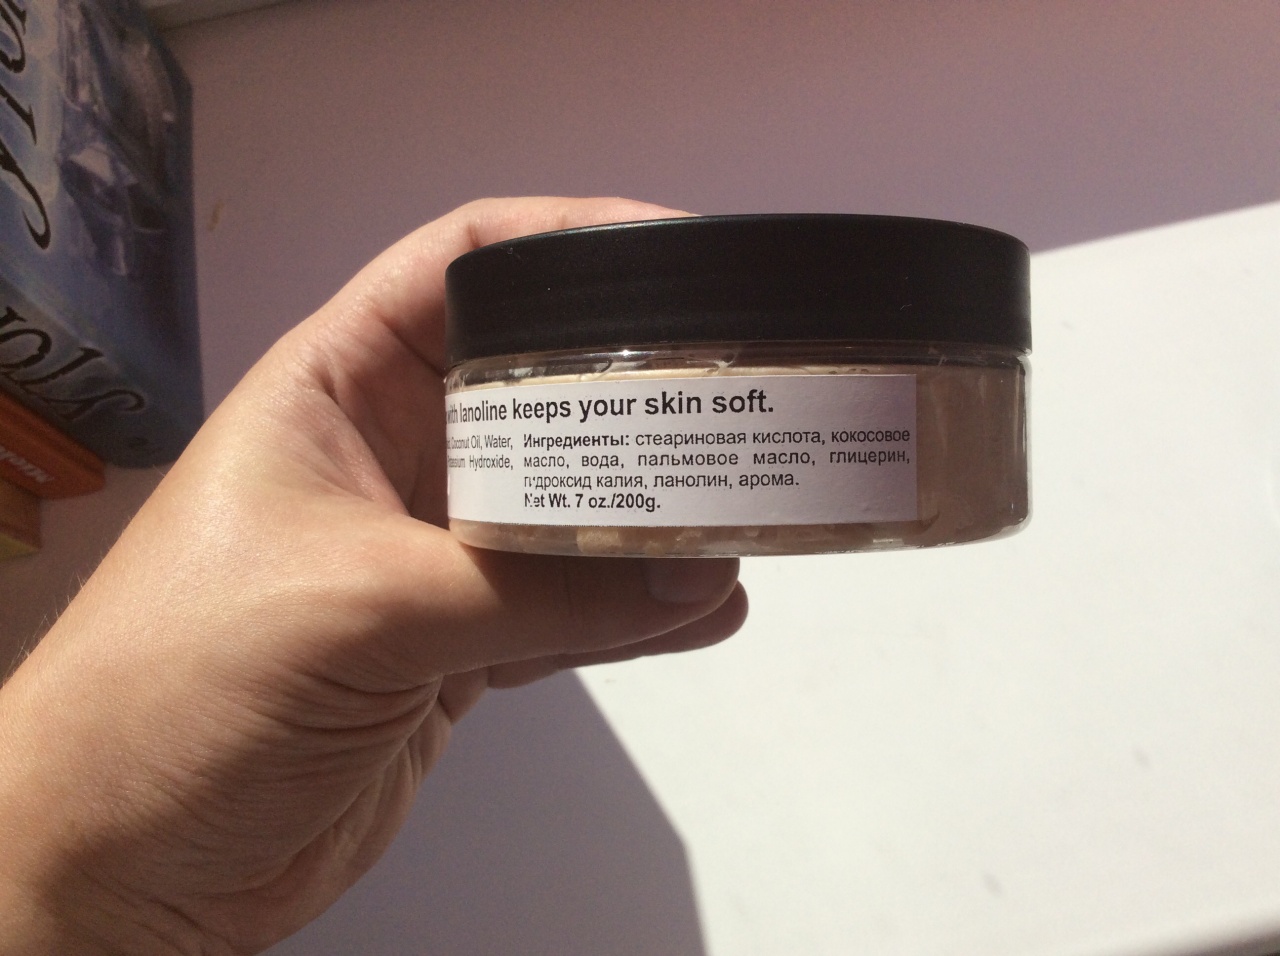 with lanoline keeps your skin soft.
Coconut Oil, Water,
Hydroxide,
Ингредиенты: стеариновая кислота, кокосовое
масло, вода, пальмовое масло, глицерин,
гидроксид калия, ланолин, арома.
Net Wt. 7 oz./200g.